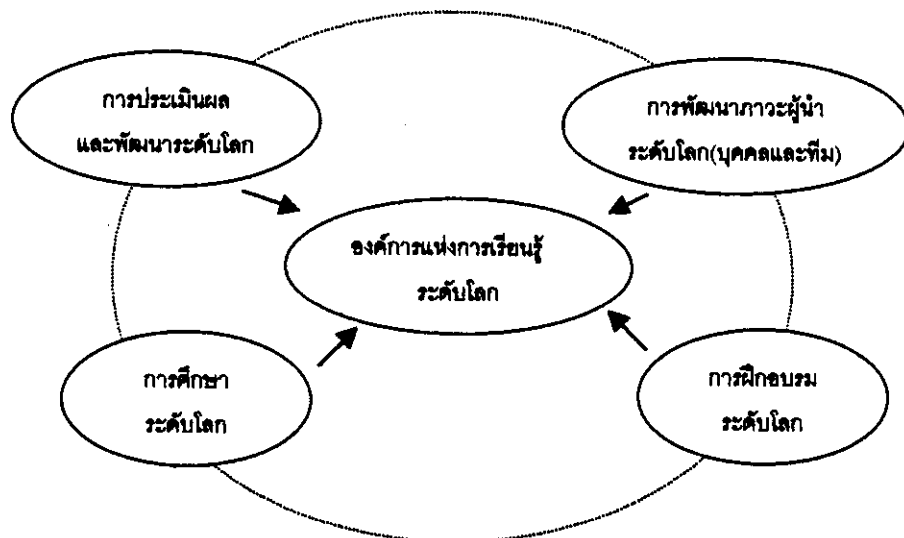 การประเมินผล
และพัฒนาระดับโลก
การพัฒนาภาวะผู้นำ
ระดับโลก(บุคคลและทีม)
องค์การแห่งการเรียนรู้
ระดับโลก
การศึกษา
ระดับโลก
การฝึกอบรม
ระดับโลก